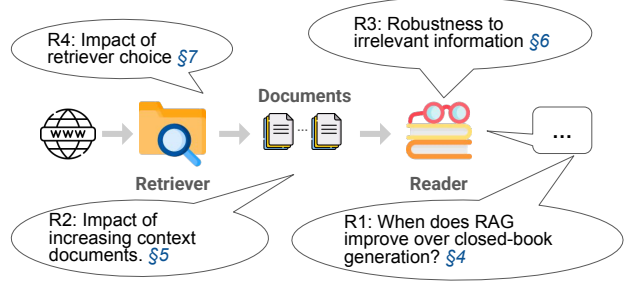 R4: Impact of
retriever choice §7
R3: Robustness to
irrelevant information §6
Documents
WWW
...
...
Retriever
Reader
R2: Impact of
increasing context
documents. §5
R1: When does RAG
improve over closed-book
generation? §4